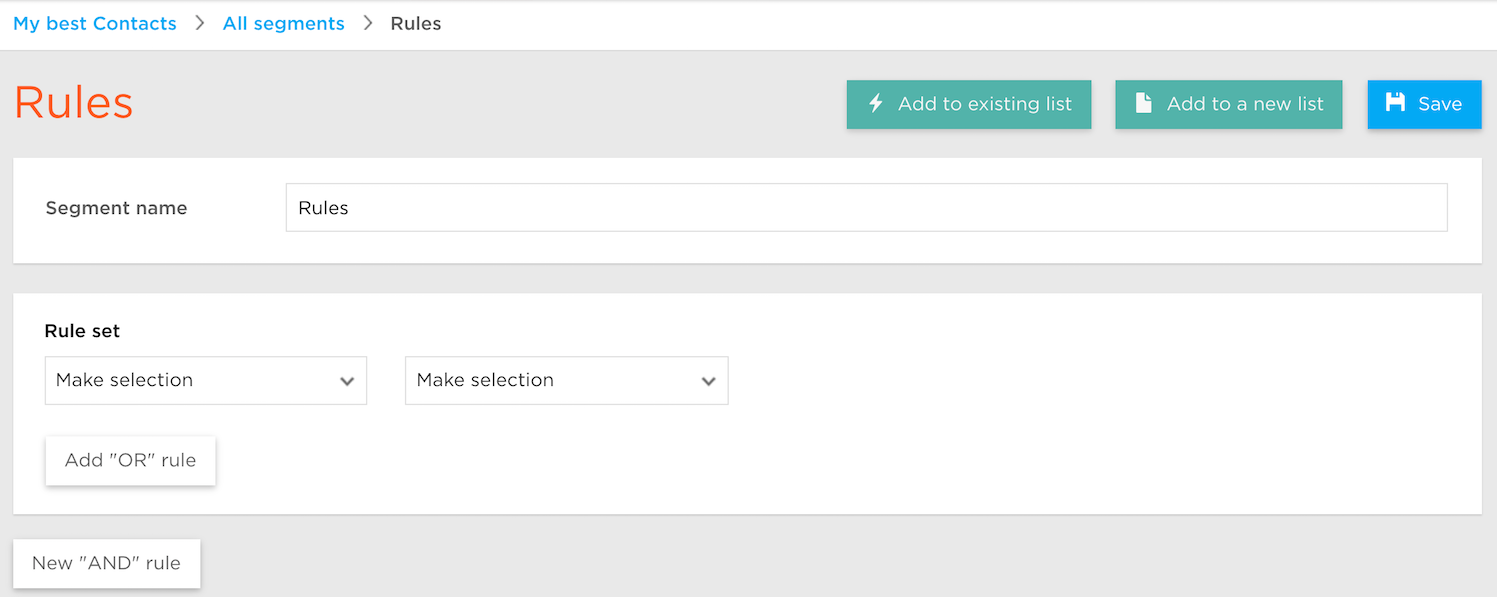 My best Contacts > All segments > Rules
Rules
Add to existing list
Add to a new list
Save
Segment name
Rules
Rule set
Make selection
Make selection
Add "OR" rule
New "AND" rule